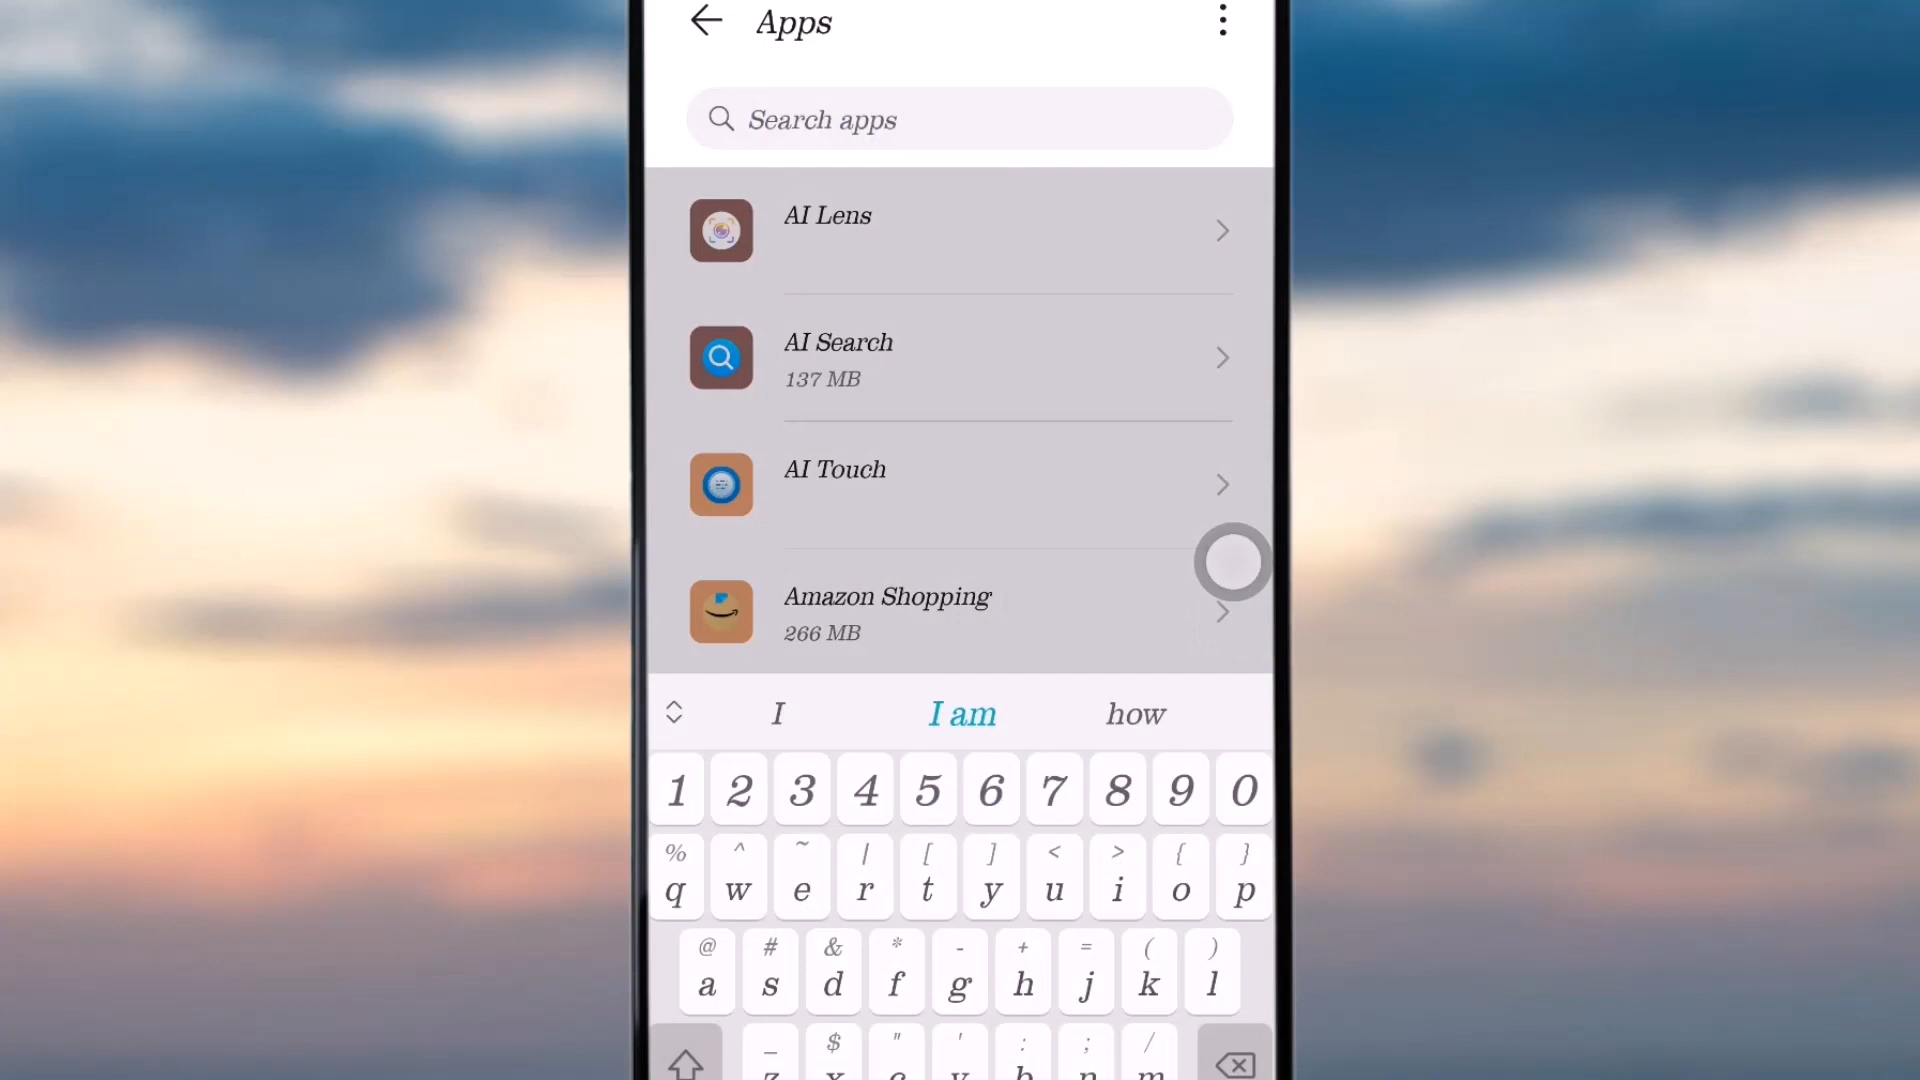 Apps
Search apps
AI Lens
AI Search
137 MB
AI Touch
Amazon Shopping
266 MB
I I am how
1 2 3 4 5 6 7 8 9 0
% ^ ~ | [ ] < > { }
q w e r t y u i o p
@ # & * - + = ( )
a s d f g h j k l
_ $ " ' : ; /
z x c v b n m